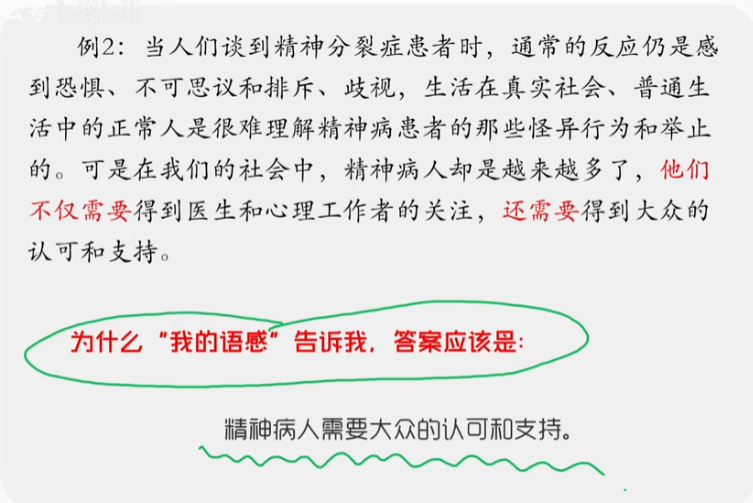 公考
例2：当人们谈到精神分裂症患者时，通常的反应仍是感
到恐惧、不可思议和排斥、歧视，生活在真实社会、普通生
活中的正常人是很难理解精神病患者的那些怪异行为和举止
的。可是在我们的社会中，精神病人却是越来越多了，他们
不仅需要得到医生和心理工作者的关注，还需要得到大众的
认可和支持。
为什么“我的语感”告诉我，答案应该是：
精神病人需要大众的认可和支持。